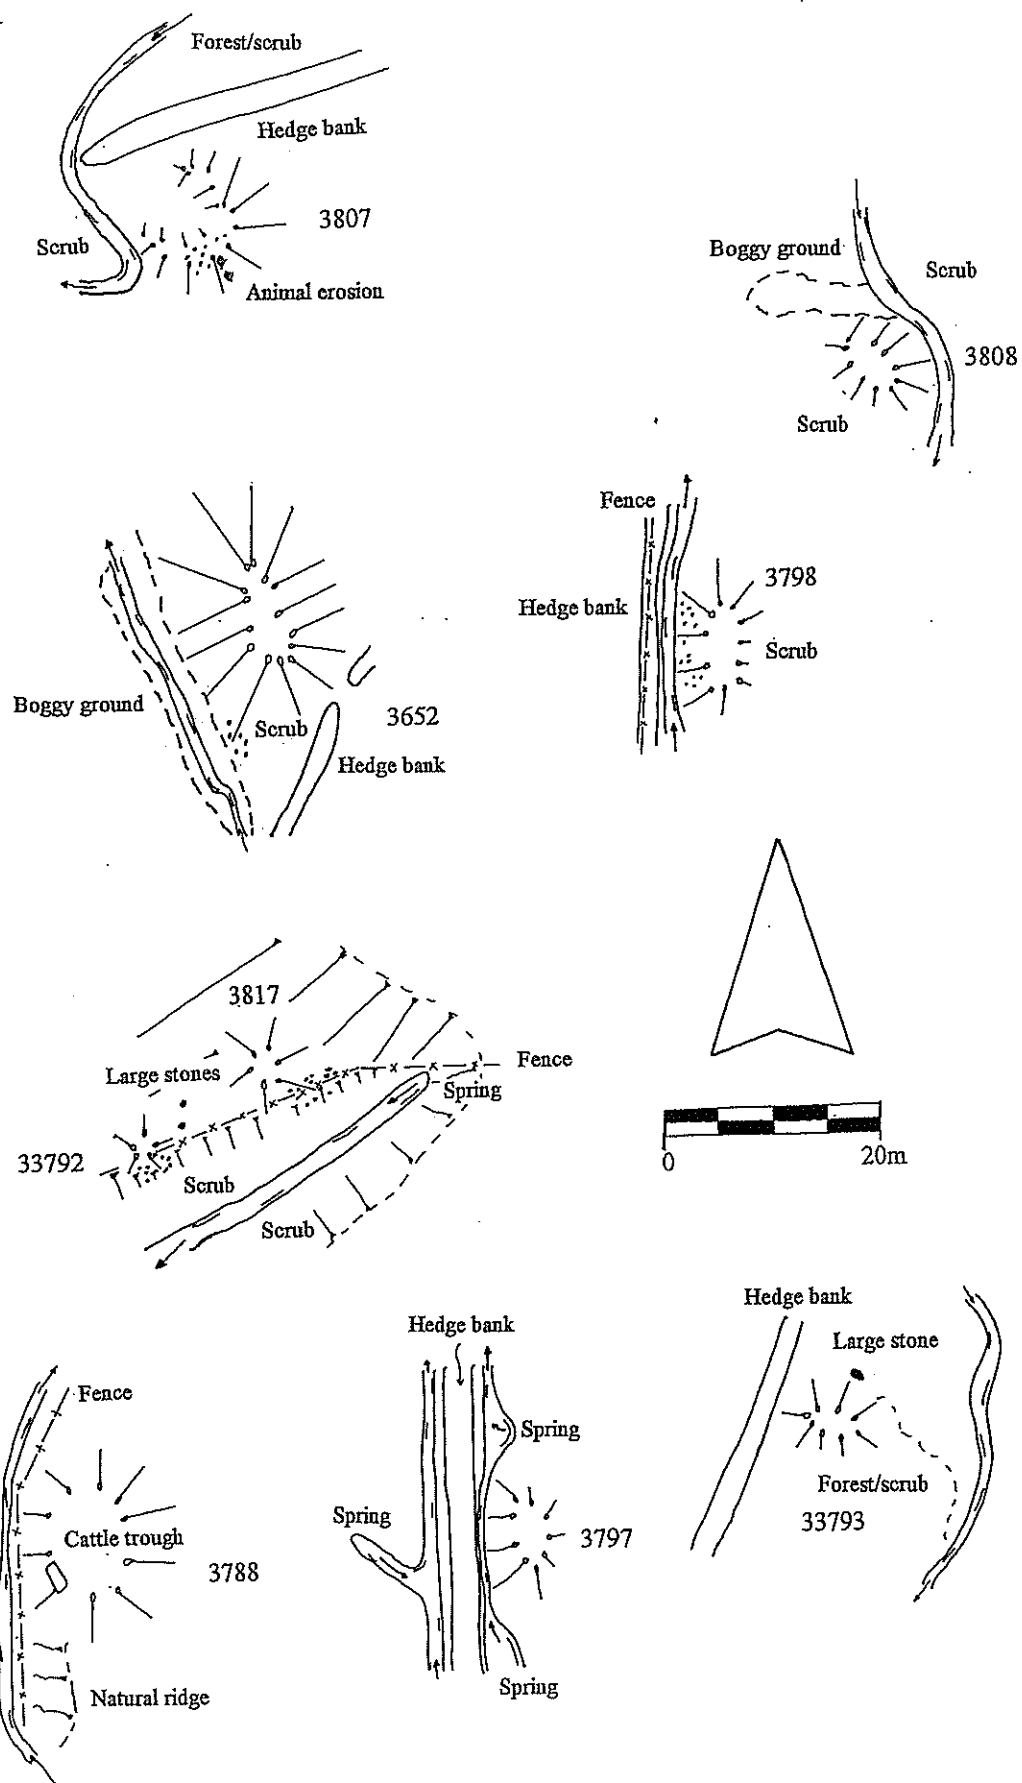 Forest/scrub
Hedge bank
3807
Scrub
Animal erosion
Boggy ground
Scrub
3808
Scrub
Fence
3798
Hedge bank
Scrub
Boggy ground
Scrub
3652
Hedge bank
3817
Large stones
Fence
Spring
33792
Scrub
Scrub
0 20m
Hedge bank
Large stone
Forest/scrub
33793
Hedge bank
Spring
Spring
3797
Spring
Fence
Cattle trough
3788
Natural ridge